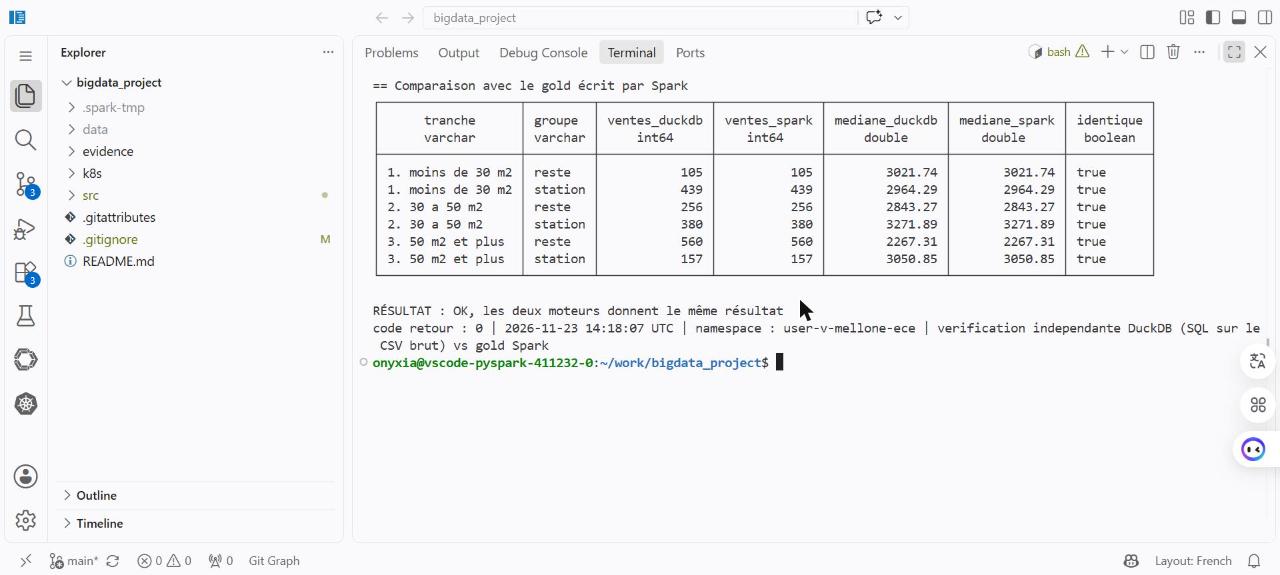 bigdata_project
Explorer
Problems Output Debug Console Terminal Ports
bash
bigdata_project
.spark-tmp
data
evidence
k8s
src
.gitattributes
.gitignore M
README.md
3
3
== Comparaison avec le gold écrit par Spark
tranche groupe ventes_duckdb ventes_spark mediane_duckdb mediane_spark identique
varchar varchar int64 int64 double double boolean
1. moins de 30 m2 reste 105 105 3021.74 3021.74 true
1. moins de 30 m2 station 439 439 2964.29 2964.29 true
2. 30 a 50 m2 reste 256 256 2843.27 2843.27 true
2. 30 a 50 m2 station 380 380 3271.89 3271.89 true
3. 50 m2 et plus reste 560 560 2267.31 2267.31 true
3. 50 m2 et plus station 157 157 3050.85 3050.85 true
RÉSULTAT : OK, les deux moteurs donnent le même résultat
code retour : 0 | 2026-11-23 14:18:07 UTC | namespace : user-v-mellone-ece | verification independante DuckDB (SQL sur le
CSV brut) vs gold Spark
onyxia@vscode-pyspark-411232-0:~/work/bigdata_project$
Outline
Timeline
main* 0 0 0 Git Graph
Layout: French